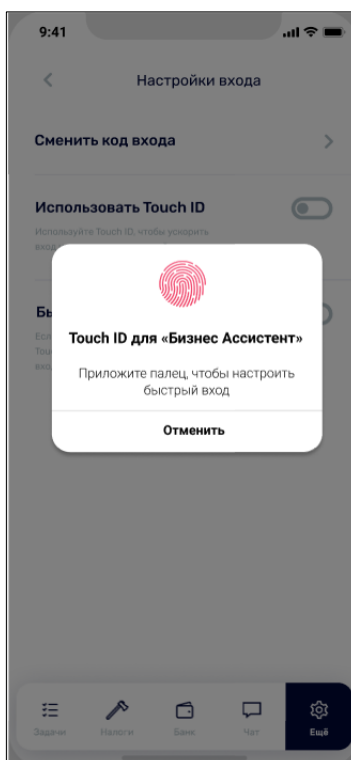 9:41
Настройки входа
Сменить код входа
Использовать Touch ID
Используйте Touch ID, чтобы ускорить
вход
Touch ID для «Бизнес Ассистент»
Приложите палец, чтобы настроить
быстрый вход
Отменить
Задачи Налоги Банк Чат Ещё